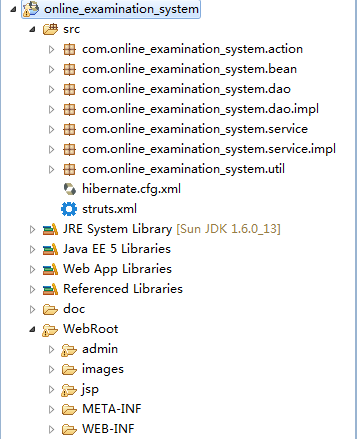 online_examination_system
src
com.online_examination_system.action
com.online_examination_system.bean
com.online_examination_system.dao
com.online_examination_system.dao.impl
com.online_examination_system.service
com.online_examination_system.service.impl
com.online_examination_system.util
hibernate.cfg.xml
struts.xml
JRE System Library [Sun JDK 1.6.0_13]
Java EE 5 Libraries
Web App Libraries
Referenced Libraries
doc
WebRoot
admin
images
jsp
META-INF
WEB-INF